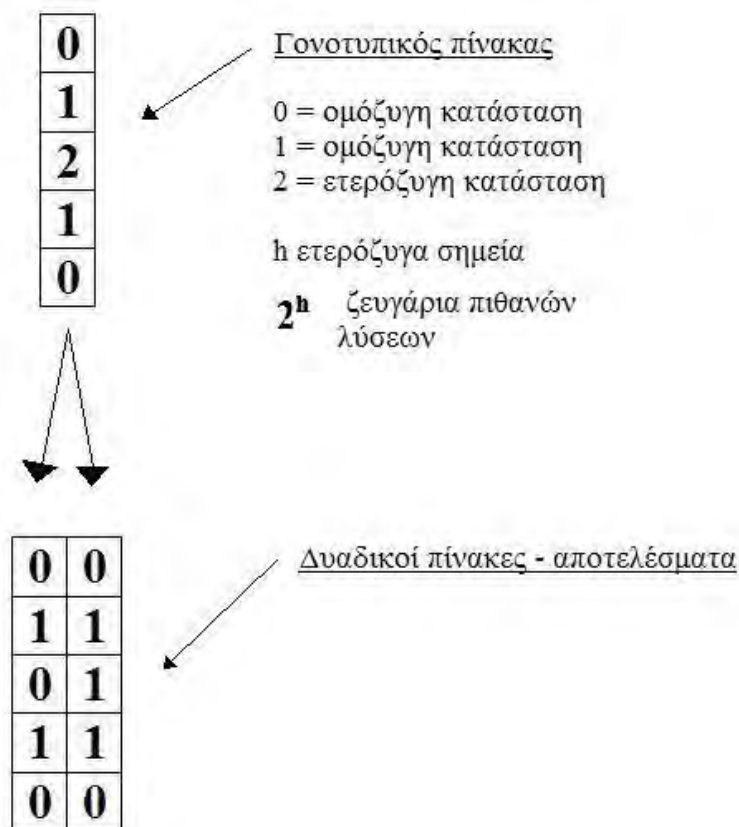 0
1
2
1
0
Γονοτυπικός πίνακας
0 = ομόζυγη κατάσταση
1 = ομόζυγη κατάσταση
2 = ετερόζυγη κατάσταση
h ετερόζυγα σημεία
2^h ζευγάρια πιθανών
λύσεων
Δυαδικοί πίνακες - αποτελέσματα
0 0
1 1
0 1
1 1
0 0